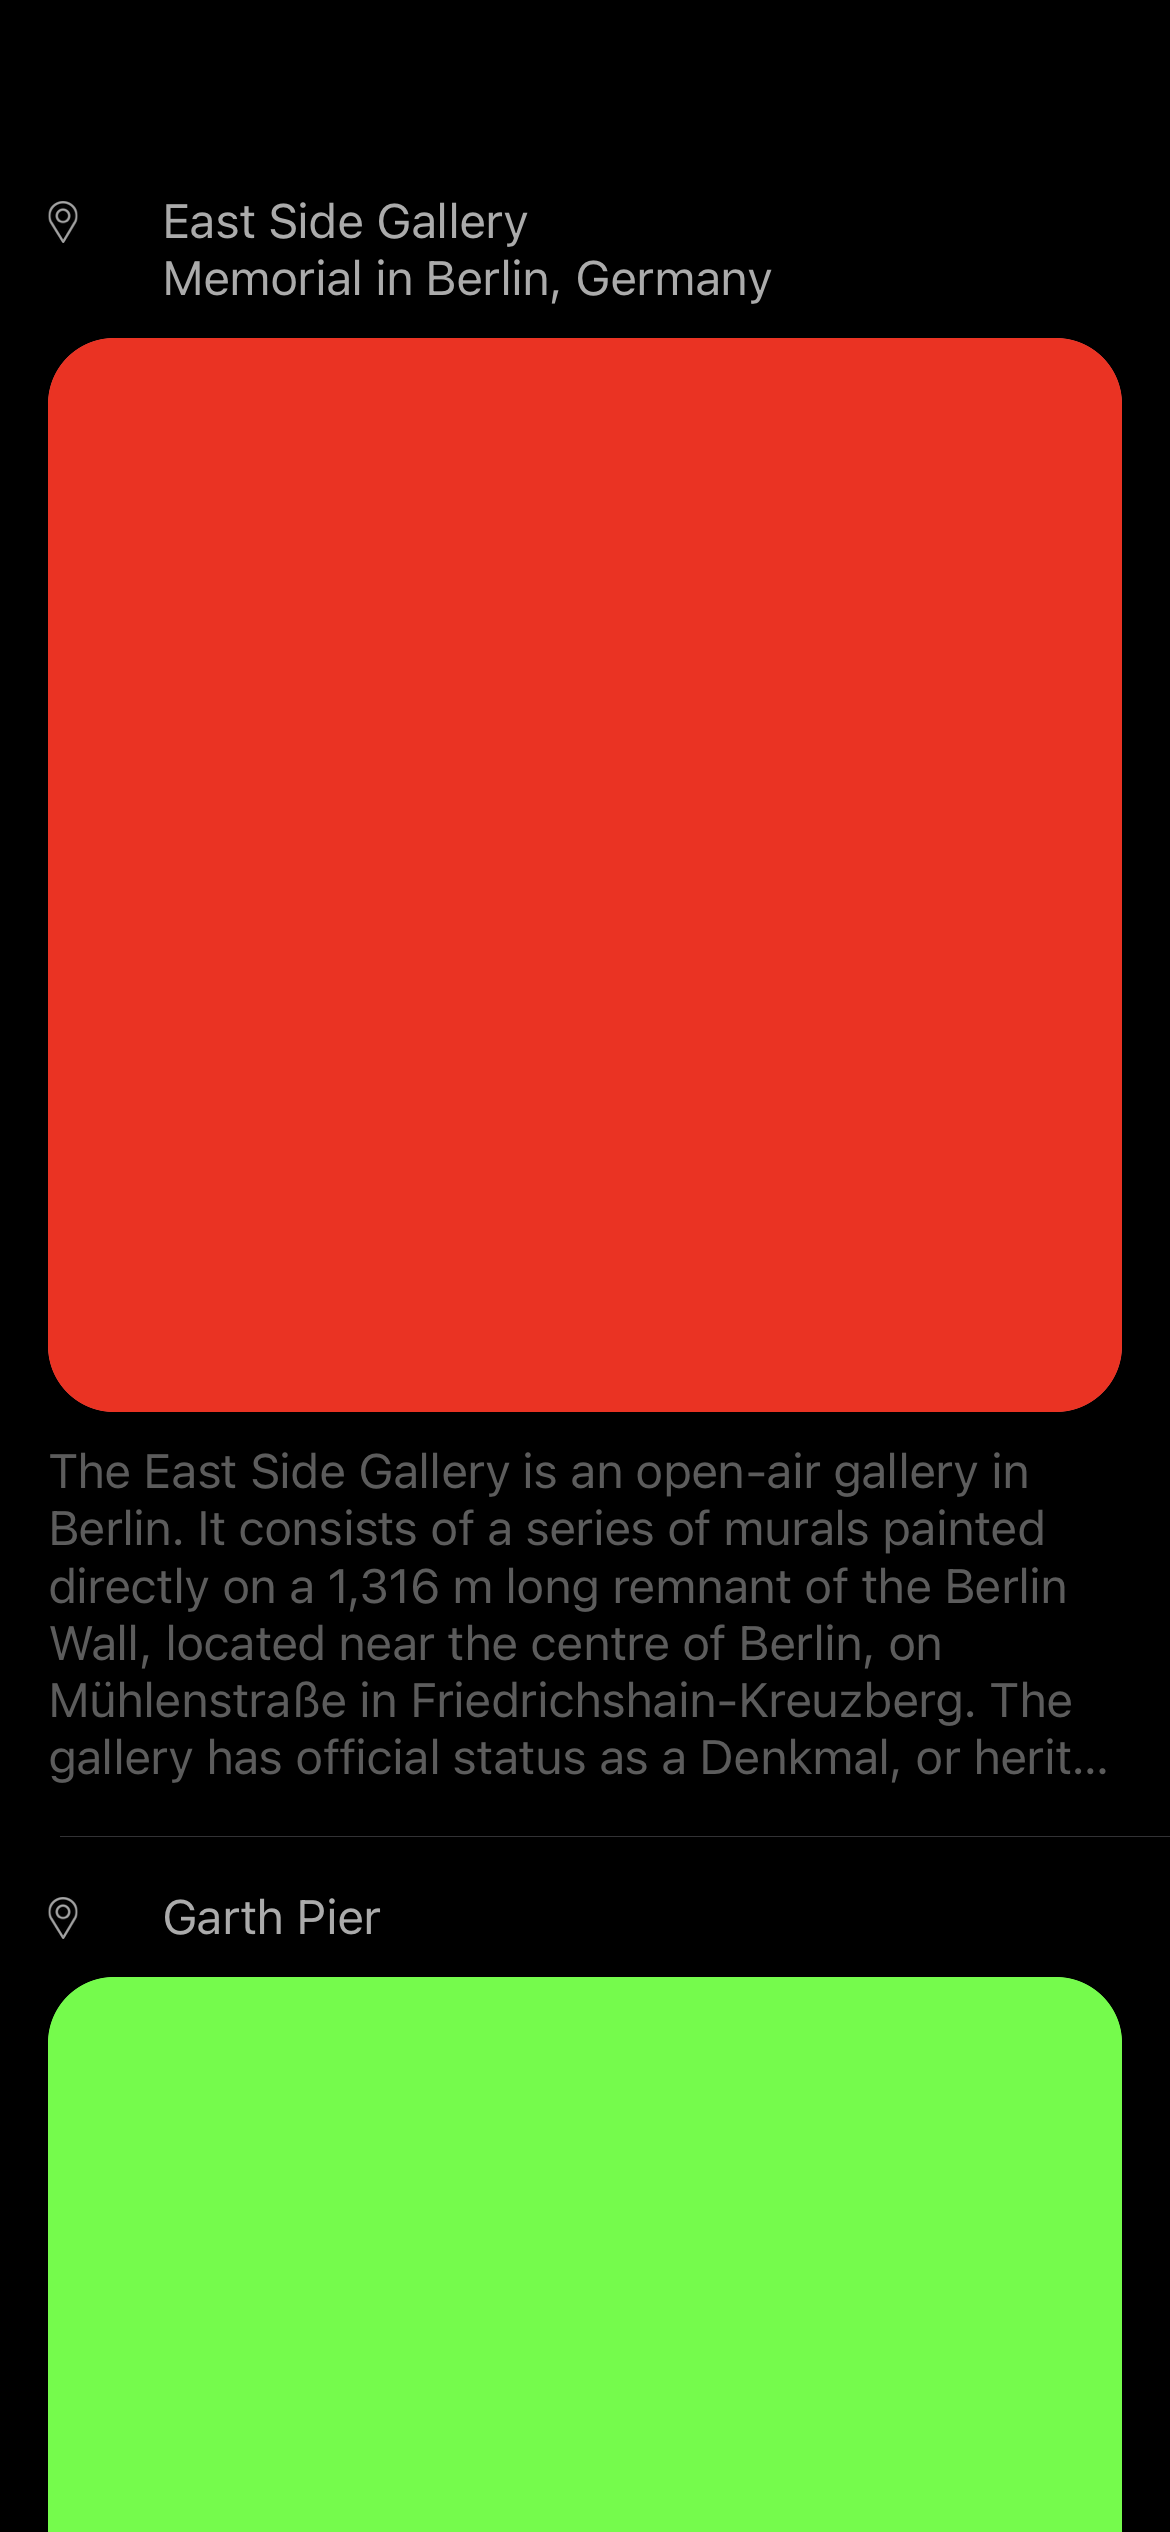 East Side Gallery
Memorial in Berlin, Germany
The East Side Gallery is an open-air gallery in
Berlin. It consists of a series of murals painted
directly on a 1,316 m long remnant of the Berlin
Wall, located near the centre of Berlin, on
Mühlenstraße in Friedrichshain-Kreuzberg. The
gallery has official status as a Denkmal, or herit...
Garth Pier